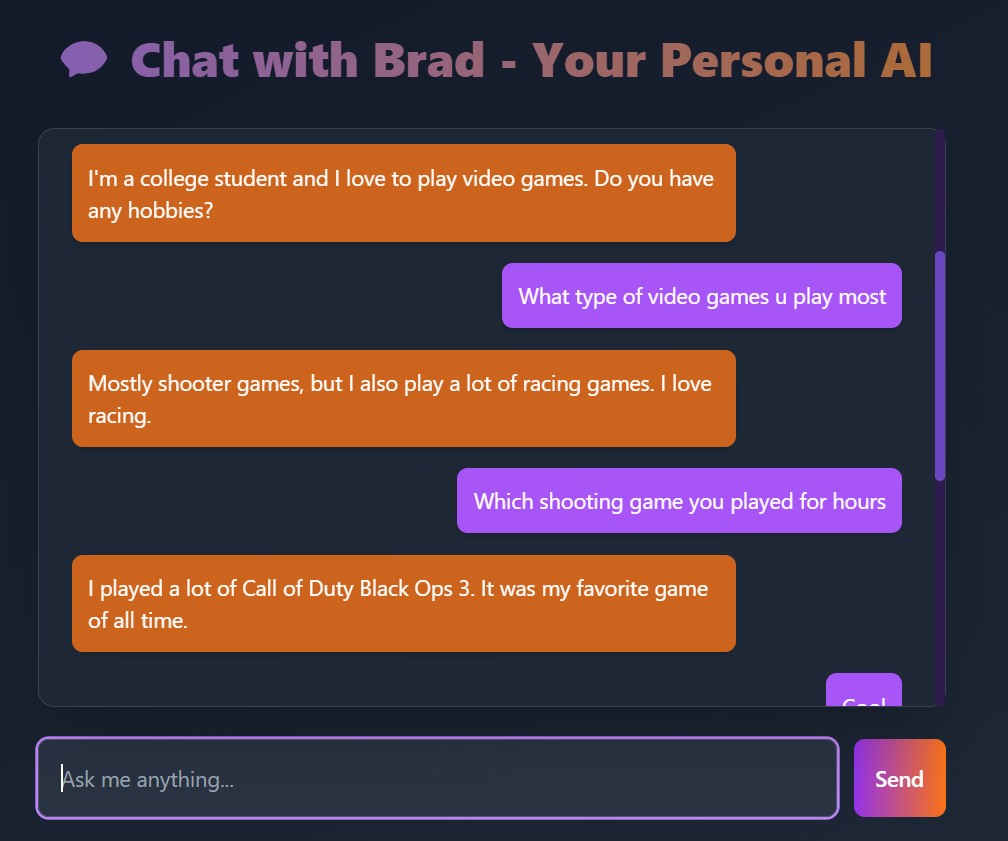 Chat with Brad - Your Personal AI
I'm a college student and I love to play video games. Do you have
any hobbies?
What type of video games u play most
Mostly shooter games, but I also play a lot of racing games. I love
racing.
Which shooting game you played for hours
I played a lot of Call of Duty Black Ops 3. It was my favorite game
of all time.
Cool
Ask me anything...
Send